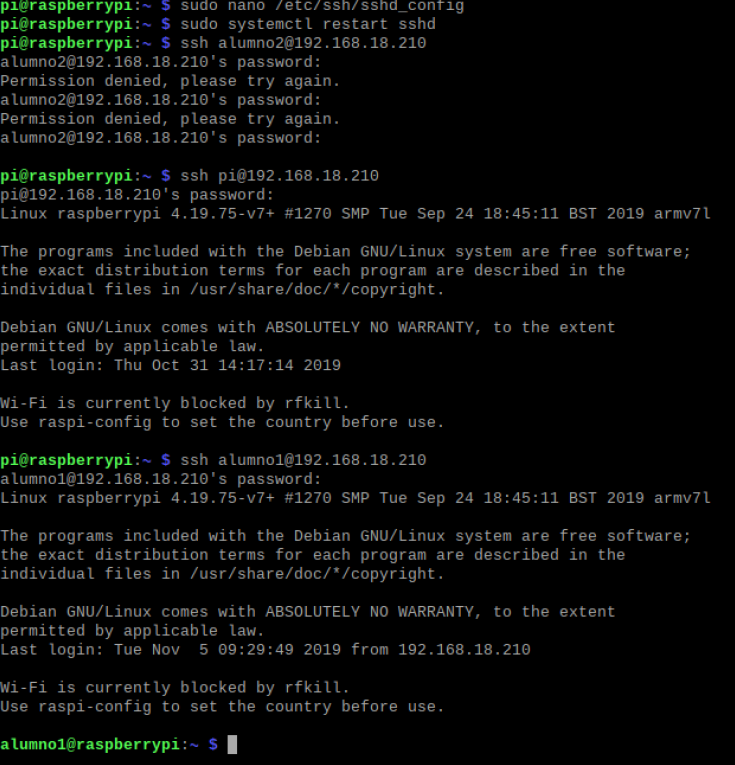 pi@raspberrypi:~ $ sudo nano /etc/ssh/sshd_config
pi@raspberrypi:~ $ sudo systemctl restart sshd
pi@raspberrypi:~ $ ssh alumno2@192.168.18.210
alumno2@192.168.18.210's password:
Permission denied, please try again.
alumno2@192.168.18.210's password:
Permission denied, please try again.
alumno2@192.168.18.210's password:
pi@raspberrypi:~ $ ssh pi@192.168.18.210
pi@192.168.18.210's password:
Linux raspberrypi 4.19.75-v7+ #1270 SMP Tue Sep 24 18:45:11 BST 2019 armv7l
The programs included with the Debian GNU/Linux system are free software;
the exact distribution terms for each program are described in the
individual files in /usr/share/doc/*/copyright.
Debian GNU/Linux comes with ABSOLUTELY NO WARRANTY, to the extent
permitted by applicable law.
Last login: Thu Oct 31 14:17:14 2019
Wi-Fi is currently blocked by rfkill.
Use raspi-config to set the country before use.
pi@raspberrypi:~ $ ssh alumno1@192.168.18.210
alumno1@192.168.18.210's password:
Linux raspberrypi 4.19.75-v7+ #1270 SMP Tue Sep 24 18:45:11 BST 2019 armv7l
The programs included with the Debian GNU/Linux system are free software;
the exact distribution terms for each program are described in the
individual files in /usr/share/doc/*/copyright.
Debian GNU/Linux comes with ABSOLUTELY NO WARRANTY, to the extent
permitted by applicable law.
Last login: Tue Nov  5 09:29:49 2019 from 192.168.18.210
Wi-Fi is currently blocked by rfkill.
Use raspi-config to set the country before use.
alumno1@raspberrypi:~ $